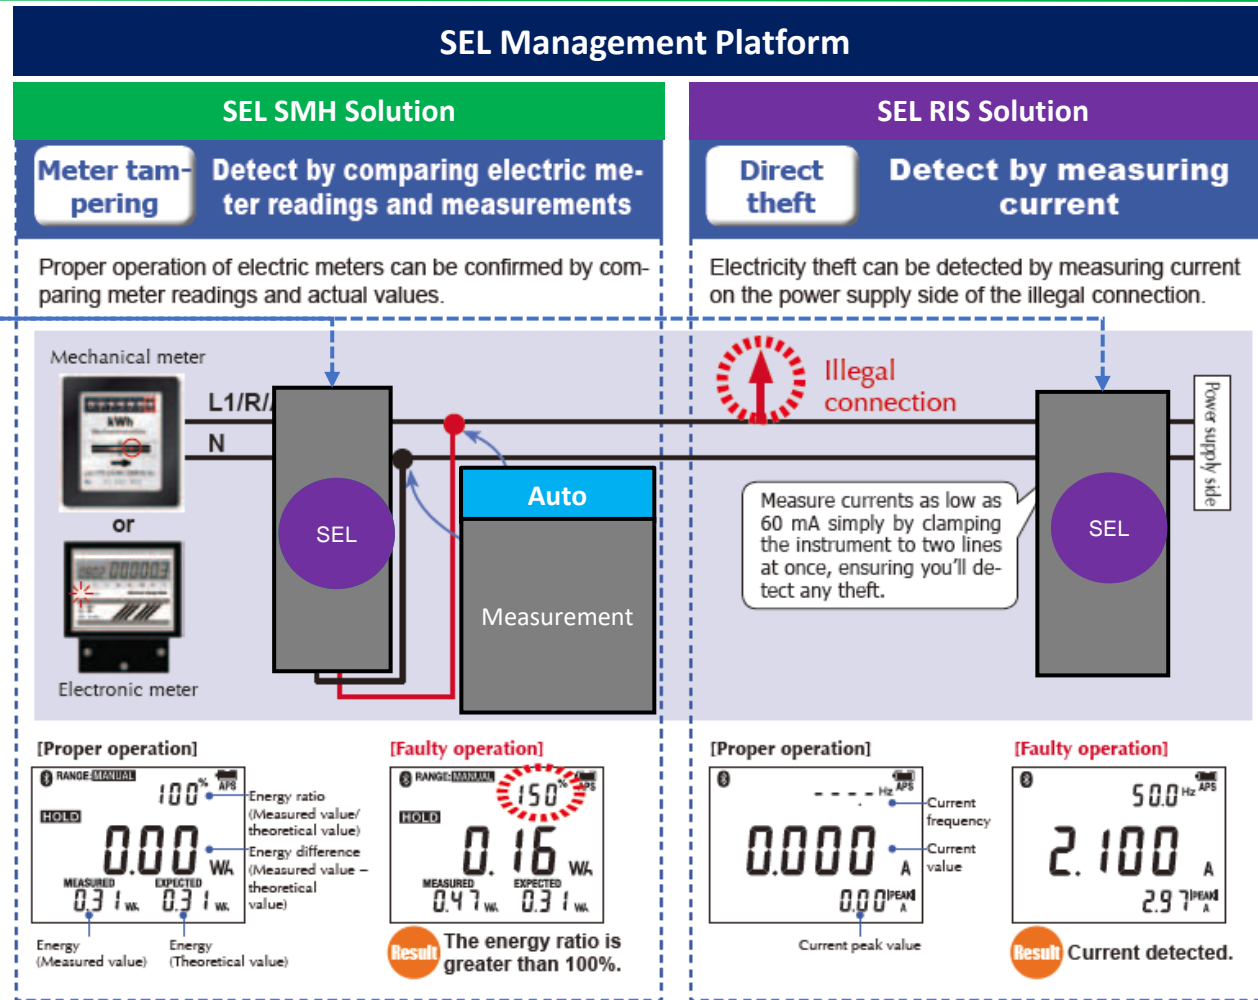 SEL Management Platform
SEL SMH Solution
Meter tam-
pering
Detect by comparing electric me-
ter readings and measurements
Proper operation of electric meters can be confirmed by com-
paring meter readings and actual values.
SEL RIS Solution
Direct
theft
Detect by measuring
current
Electricity theft can be detected by measuring current
on the power supply side of the illegal connection.
Mechanical meter
kWh
or
Electronic meter
L1/R/
N
SEL
Auto
Measurement
Illegal
connection
Measure currents as low as
60 mA simply by clamping
the instrument to two lines
at once, ensuring you'll de-
tect any theft.
SEL
Power supply side
[Proper operation]
RANGE:MANUAL
100%
APS
HOLD
0.00 Wh
MEASURED
0.31 Wh
EXPECTED
0.31 Wh
Energy ratio
(Measured value/
theoretical value)
Energy difference
(Measured value –
theoretical
value)
Energy
(Measured value)
Energy
(Theoretical value)
[Faulty operation]
RANGE:MANUAL
150%
APS
HOLD
0.16 Wh
MEASURED
0.47 Wh
EXPECTED
0.31 Wh
Result
The energy ratio is
greater than 100%.
[Proper operation]
----.- Hz
APS
0.000 A
0.00 PEAK A
Current
frequency
Current
value
Current peak value
[Faulty operation]
50.0 Hz
APS
2.100 A
2.97 PEAK A
Result
Current detected.